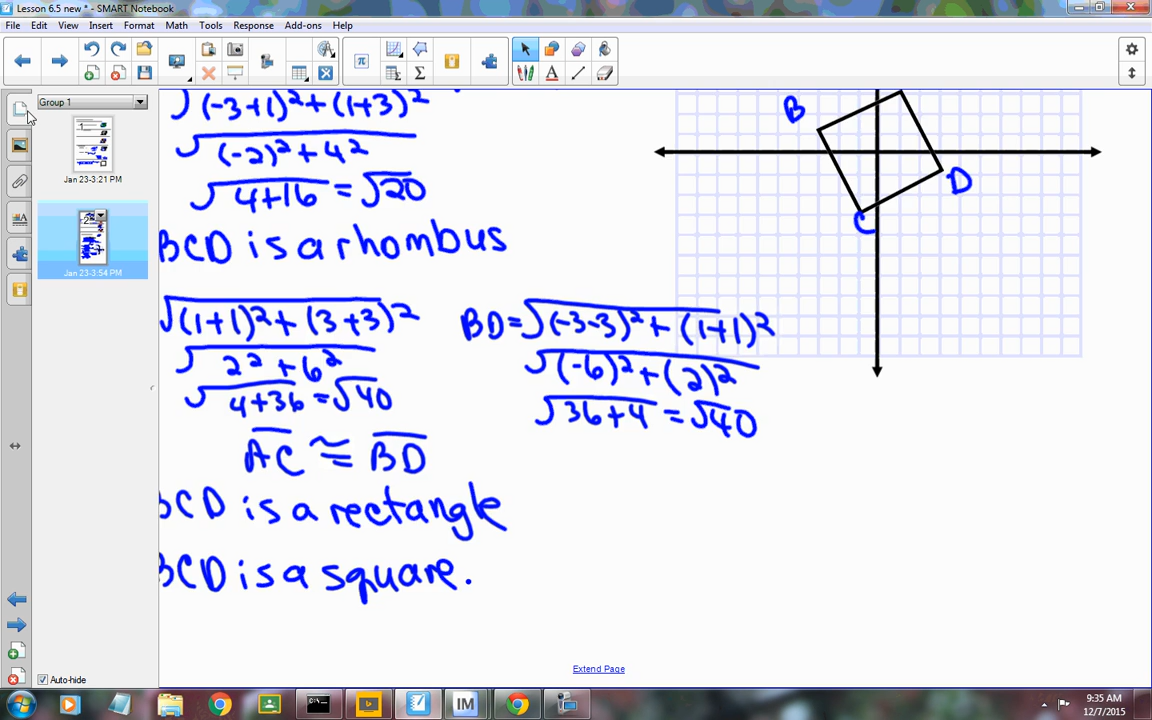 Lesson 6.5 new * - SMART Notebook
File Edit View Insert Format Math Tools Add-ons Help
Group 1
Jan 23-3:21 PM
Jan 23-3:54 PM
√(-3+1)²+(1+3)²
√(-2)²+4²
√4+16 = √20
BCD is a rhombus
√(1+1)²+(3+3)²
√2²+6²
√4+36 = √40
AC ≅ BD
BCD is a rectangle
BCD is a square.
BD=√(-3-3)²+(1+1)²
√(-6)²+(2)²
√36+4 = √40
B
D
C
Extend Page
Auto-hide
IM
9:35 AM
12/7/2015